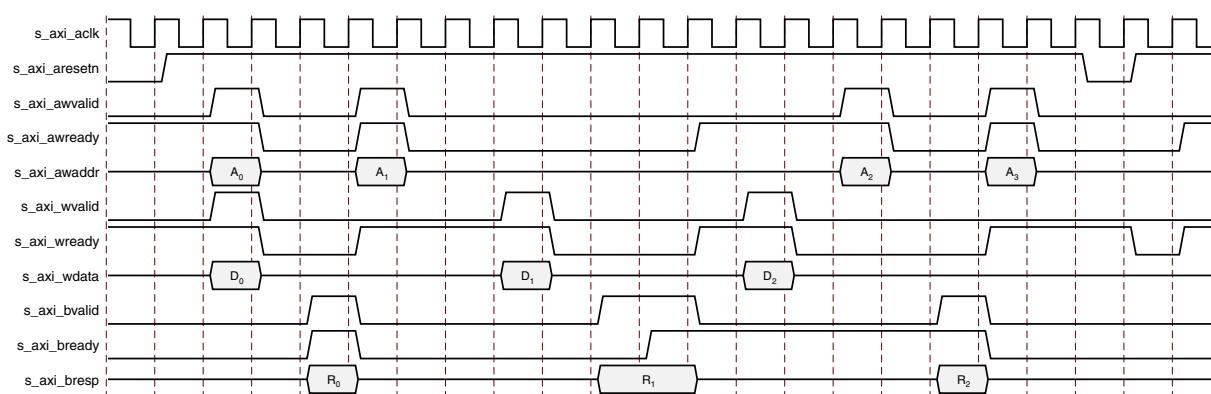 s_axi_aclk
s_axi_aresetn
s_axi_awvalid
s_axi_awready
s_axi_awaddr A₀ A₁ A₂ A₃
s_axi_wvalid
s_axi_wready
s_axi_wdata D₀ D₁ D₂
s_axi_bvalid
s_axi_bready
s_axi_bresp R₀ R₁ R₂